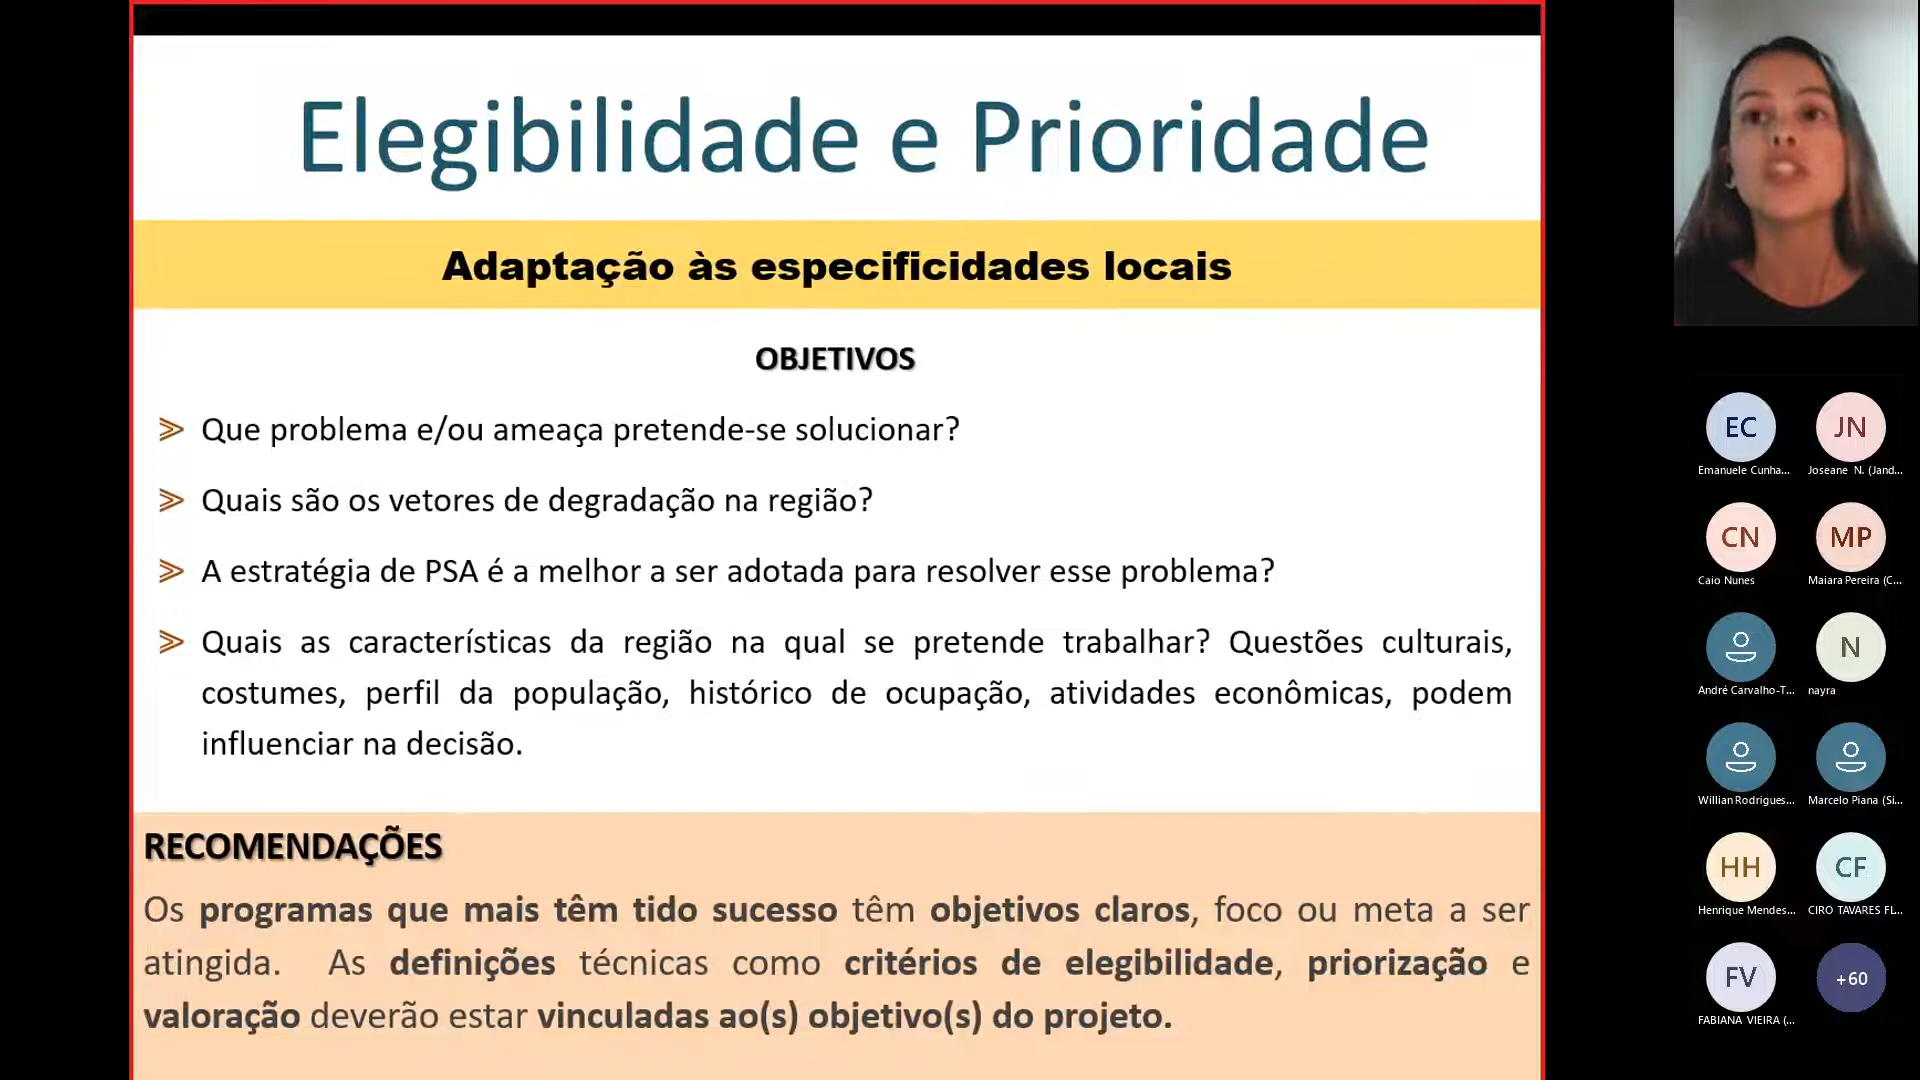 Elegibilidade e Prioridade
Adaptação às especificidades locais
OBJETIVOS
Que problema e/ou ameaça pretende-se solucionar?
Quais são os vetores de degradação na região?
A estratégia de PSA é a melhor a ser adotada para resolver esse problema?
Quais as características da região na qual se pretende trabalhar? Questões culturais,
costumes, perfil da população, histórico de ocupação, atividades econômicas, podem
influenciar na decisão.
RECOMENDAÇÕES
Os programas que mais têm tido sucesso têm objetivos claros, foco ou meta a ser
atingida. As definições técnicas como critérios de elegibilidade, priorização e
valoração deverão estar vinculadas ao(s) objetivo(s) do projeto.
EC
JN
Emanuele Cunha...
Joseane N. (Jand...
CN
MP
Caio Nunes
Maiara Pereira (C...
N
André Carvalho-T...
nayra
Willian Rodrigues...
Marcelo Piana (Si...
HH
CF
Henrique Mendes...
CIRO TAVARES FL...
FV
+60
FABIANA VIEIRA (...